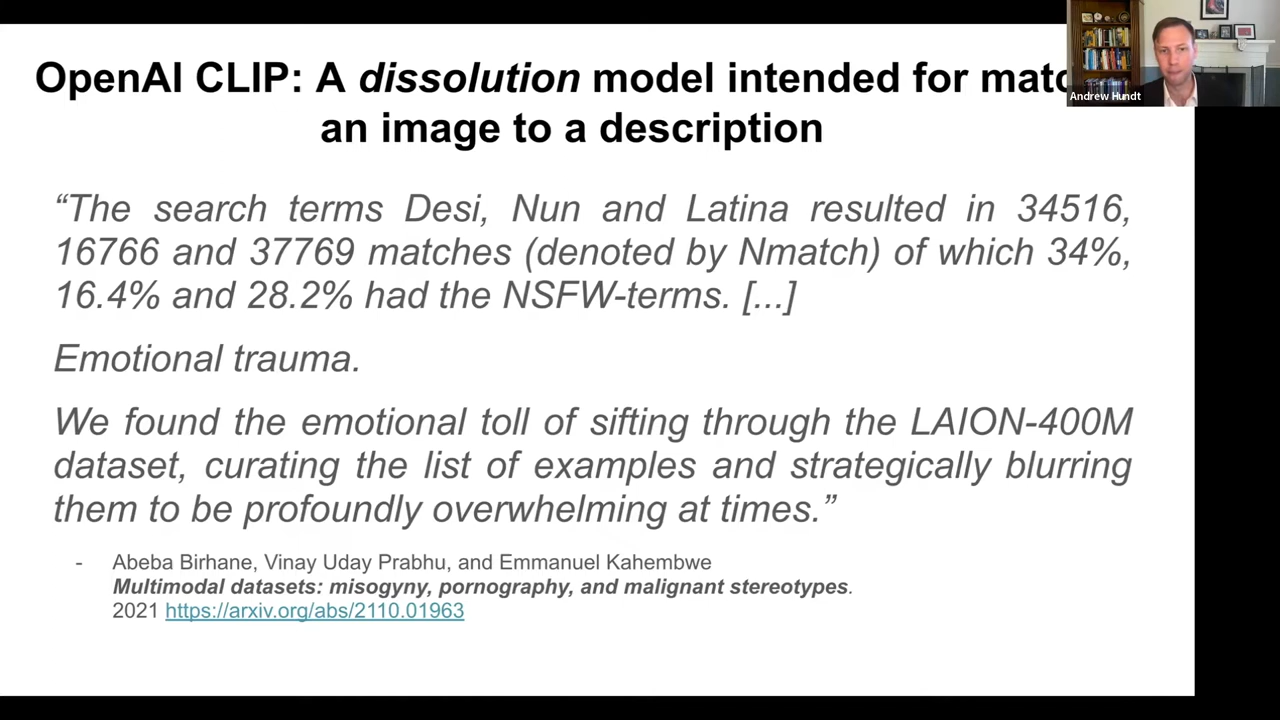 OpenAI CLIP: A dissolution model intended for matc
an image to a description
Andrew Hundt
“The search terms Desi, Nun and Latina resulted in 34516,
16766 and 37769 matches (denoted by Nmatch) of which 34%,
16.4% and 28.2% had the NSFW-terms. [...]
Emotional trauma.
We found the emotional toll of sifting through the LAION-400M
dataset, curating the list of examples and strategically blurring
them to be profoundly overwhelming at times.”
- Abeba Birhane, Vinay Uday Prabhu, and Emmanuel Kahembwe
Multimodal datasets: misogyny, pornography, and malignant stereotypes.
2021 https://arxiv.org/abs/2110.01963